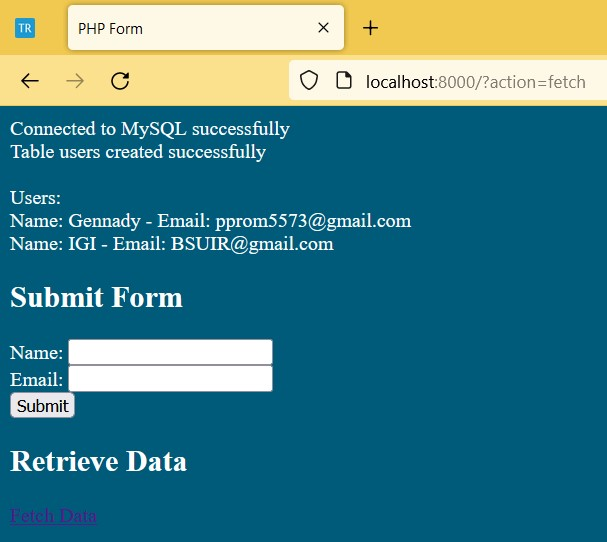 TR
PHP Form
localhost:8000/?action=fetch
Connected to MySQL successfully
Table users created successfully
Users:
Name: Gennady - Email: pprom5573@gmail.com
Name: IGI - Email: BSUIR@gmail.com
Submit Form
Name:
Email:
Submit
Retrieve Data
Fetch Data